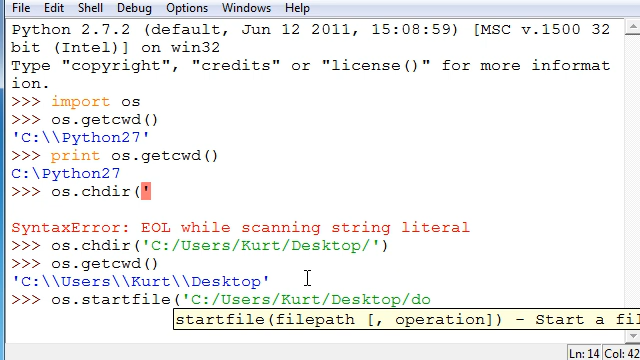 File Edit Shell Debug Options Windows Help
Python 2.7.2 (default, Jun 12 2011, 15:08:59) [MSC v.1500 32
bit (Intel)] on win32
Type "copyright", "credits" or "license()" for more informat
ion.
>>> import os
>>> os.getcwd()
'C:\\Python27'
>>> print os.getcwd()
C:\Python27
>>> os.chdir('
SyntaxError: EOL while scanning string literal
>>> os.chdir('C:/Users/Kurt/Desktop/')
>>> os.getcwd()
'C:\\Users\\Kurt\\Desktop'
>>> os.startfile('C:/Users/Kurt/Desktop/do
startfile(filepath [, operation]) - Start a fil
Ln: 14 Col: 42